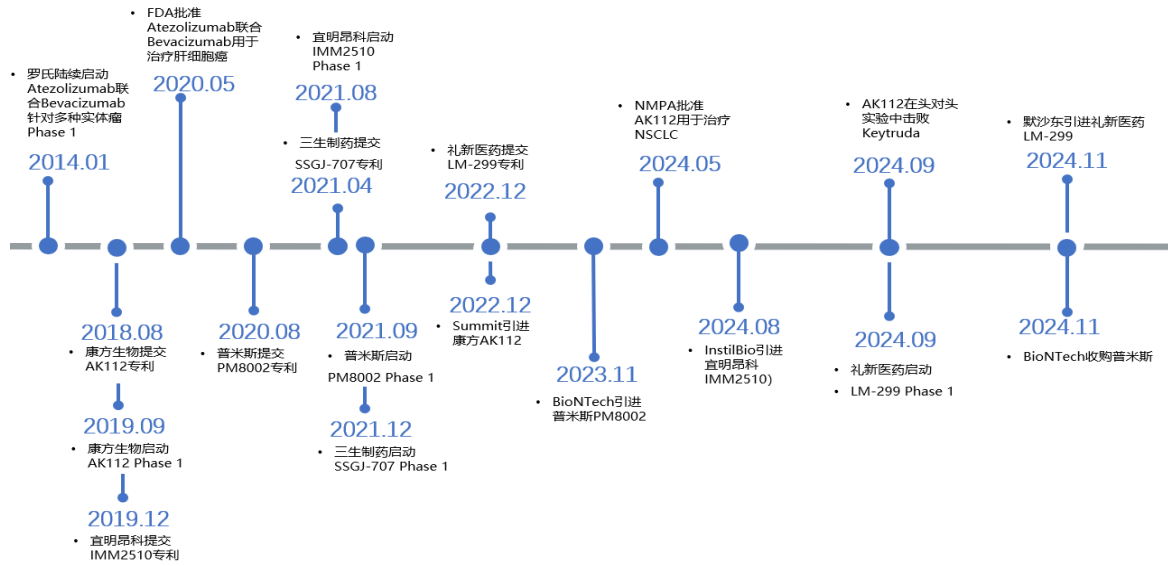 • 罗氏陆续启动
Atezolizumab联
合Bevacizumab
针对多种实体瘤
Phase 1
2014.01
2018.08
• 康方生物提交
AK112专利
2019.09
• 康方生物启动
AK112 Phase 1
2019.12
• 宜明昂科提交
IMM2510专利
• FDA批准
Atezolizumab联合
Bevacizumab用于
治疗肝细胞癌
2020.05
2020.08
• 普米斯提交
PM8002专利
• 宜明昂科启动
IMM2510
Phase 1
2021.08
• 三生制药提交
SSGJ-707专利
2021.04
2021.09
• 普米斯启动
PM8002 Phase 1
2021.12
• 三生制药启动
SSGJ-707 Phase 1
• 礼新医药提交
LM-299专利
2022.12
2022.12
• Summit引进
康方AK112
2023.11
• BioNTech引进
普米斯PM8002
• NMPA批准
AK112用于治疗
NSCLC
2024.05
2024.08
• InstilBio引进
宜明昂科
IMM2510)
• AK112在头对头
实验中击败
Keytruda
2024.09
2024.09
• 礼新医药启动
• LM-299 Phase 1
• 默沙东引进礼新医药
LM-299
2024.11
2024.11
• BioNTech收购普米斯